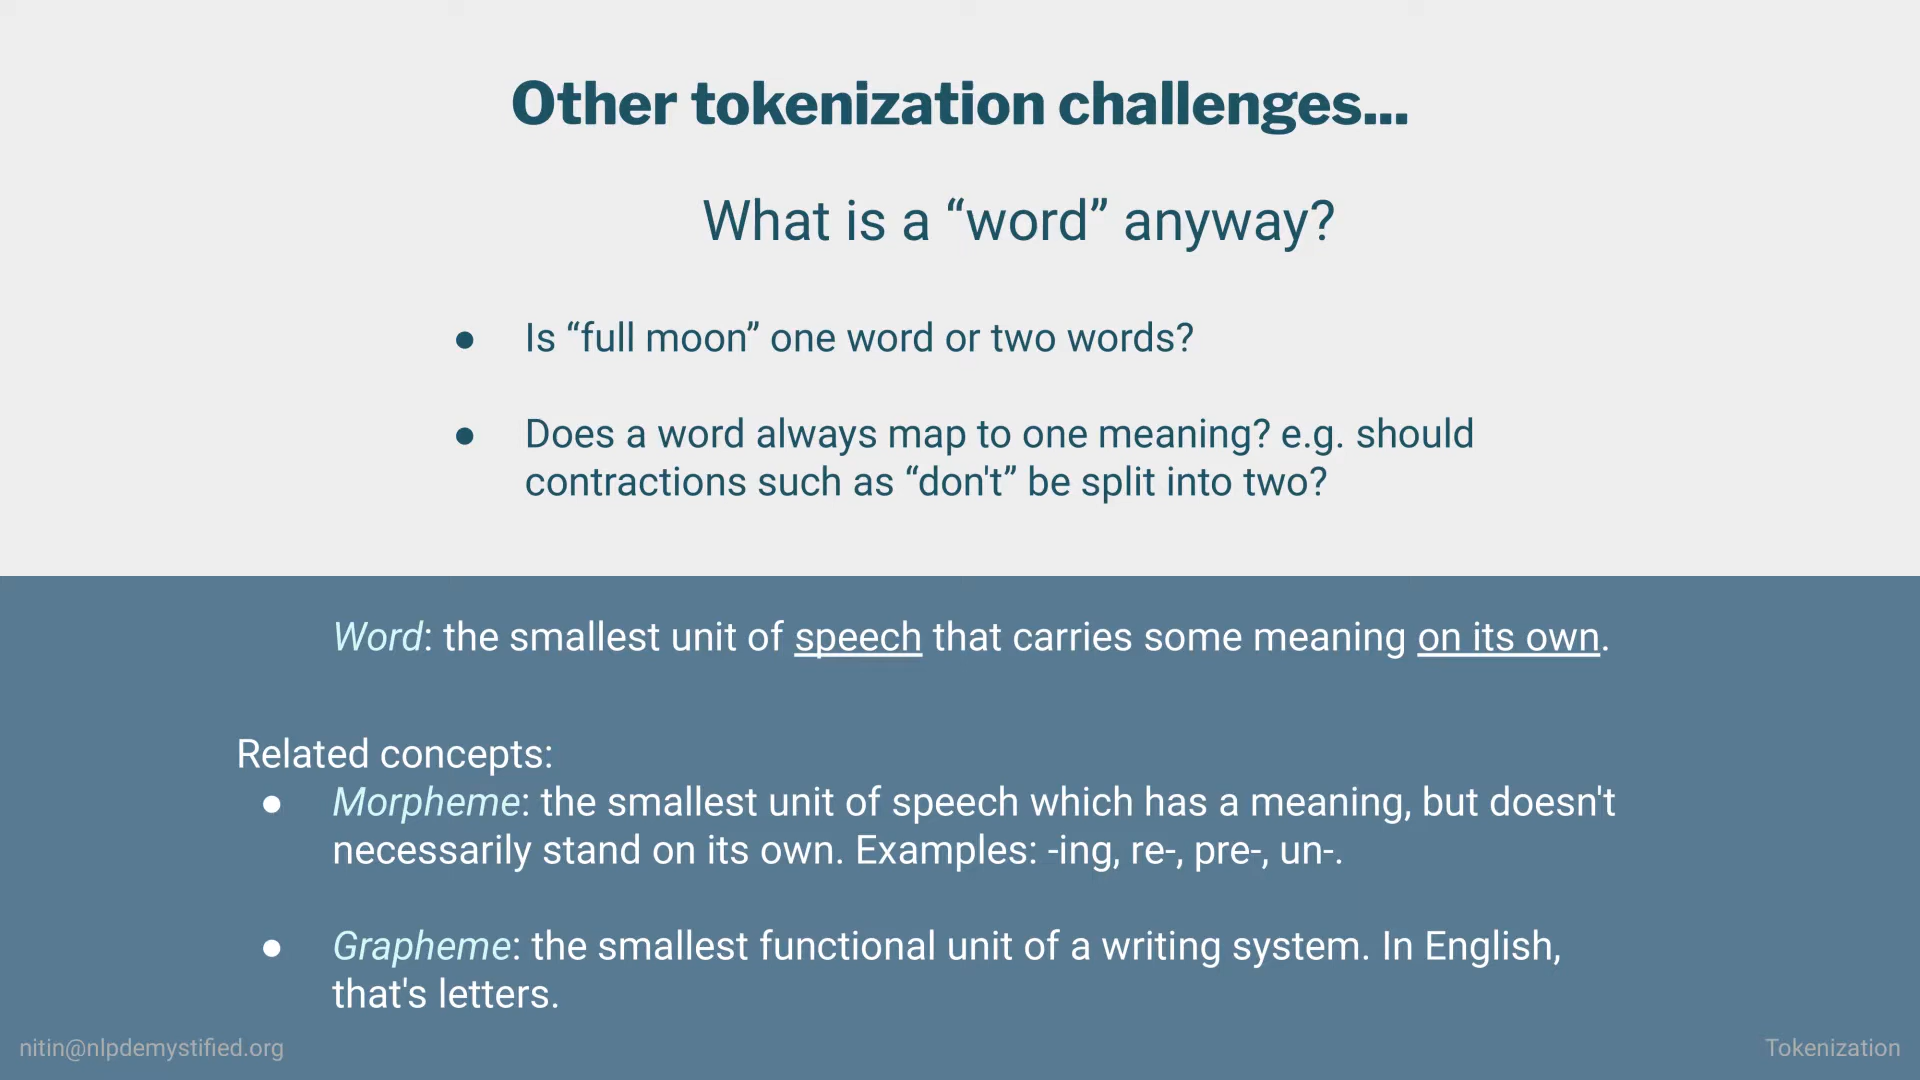 Other tokenization challenges...
What is a “word” anyway?
● Is “full moon” one word or two words?
● Does a word always map to one meaning? e.g. should
contractions such as “don't” be split into two?
Word: the smallest unit of speech that carries some meaning on its own.
Related concepts:
● Morpheme: the smallest unit of speech which has a meaning, but doesn't
necessarily stand on its own. Examples: -ing, re-, pre-, un-.
● Grapheme: the smallest functional unit of a writing system. In English,
that's letters.
nitin@nlpdemystified.org
Tokenization